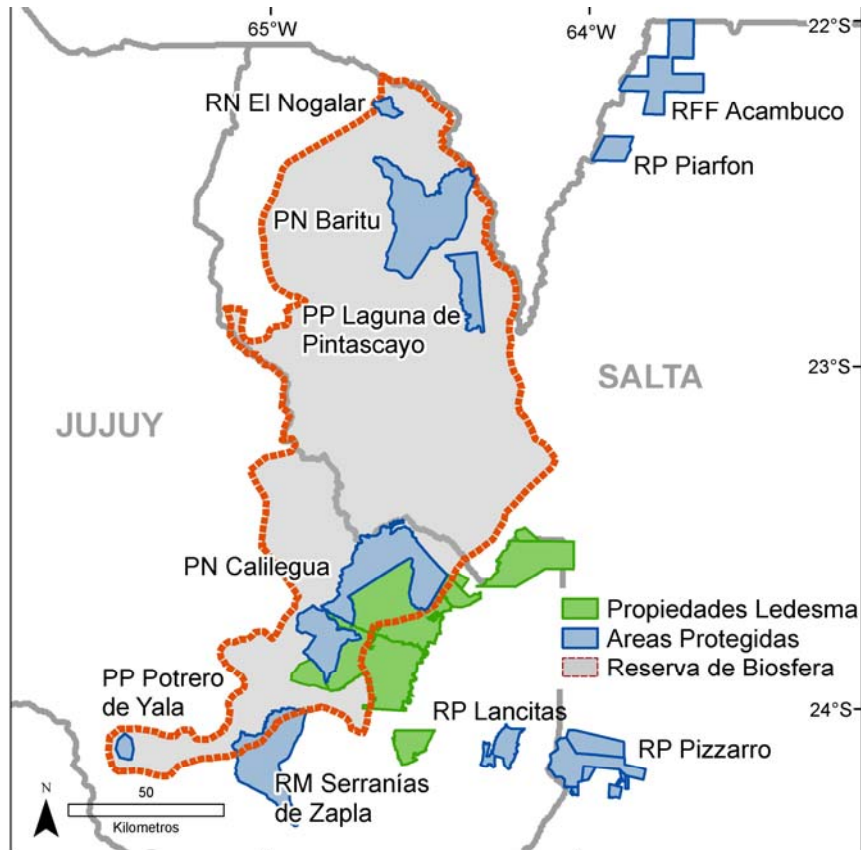 65°W
64°W
22°S
RN El Nogalar
RFF Acambuco
RP Piarfon
PN Baritu
PP Laguna de
Pintascayo
23°S
SALTA
JUJUY
PN Calilegua
Propiedades Ledesma
Areas Protegidas
Reserva de Biosfera
PP Potrero
de Yala
24°S
RP Lancitas
RP Pizzarro
RM Serranías
de Zapla
N
50
Kilometros